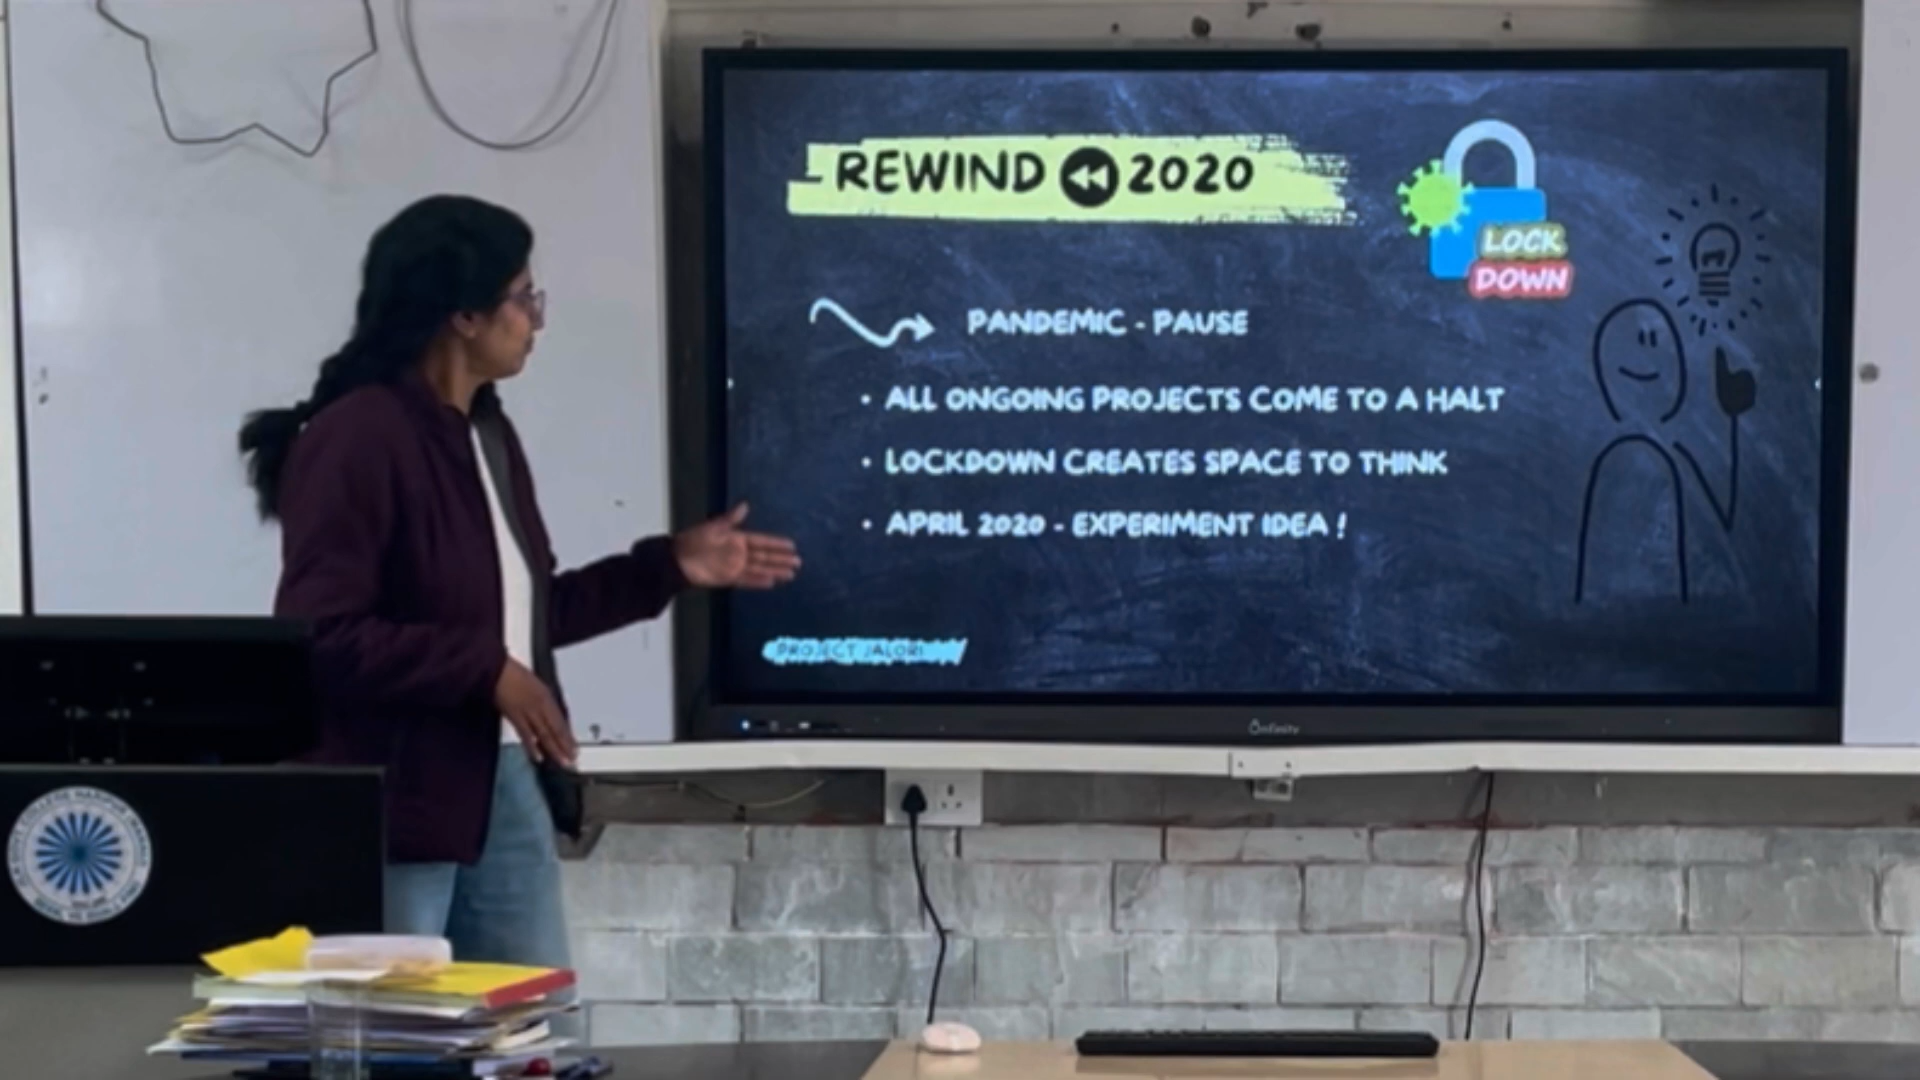 REWIND 2020
LOCK
DOWN
PANDEMIC - PAUSE
• ALL ONGOING PROJECTS COME TO A HALT
• LOCKDOWN CREATES SPACE TO THINK
• APRIL 2020 - EXPERIMENT IDEA !
PROJECT JALORI